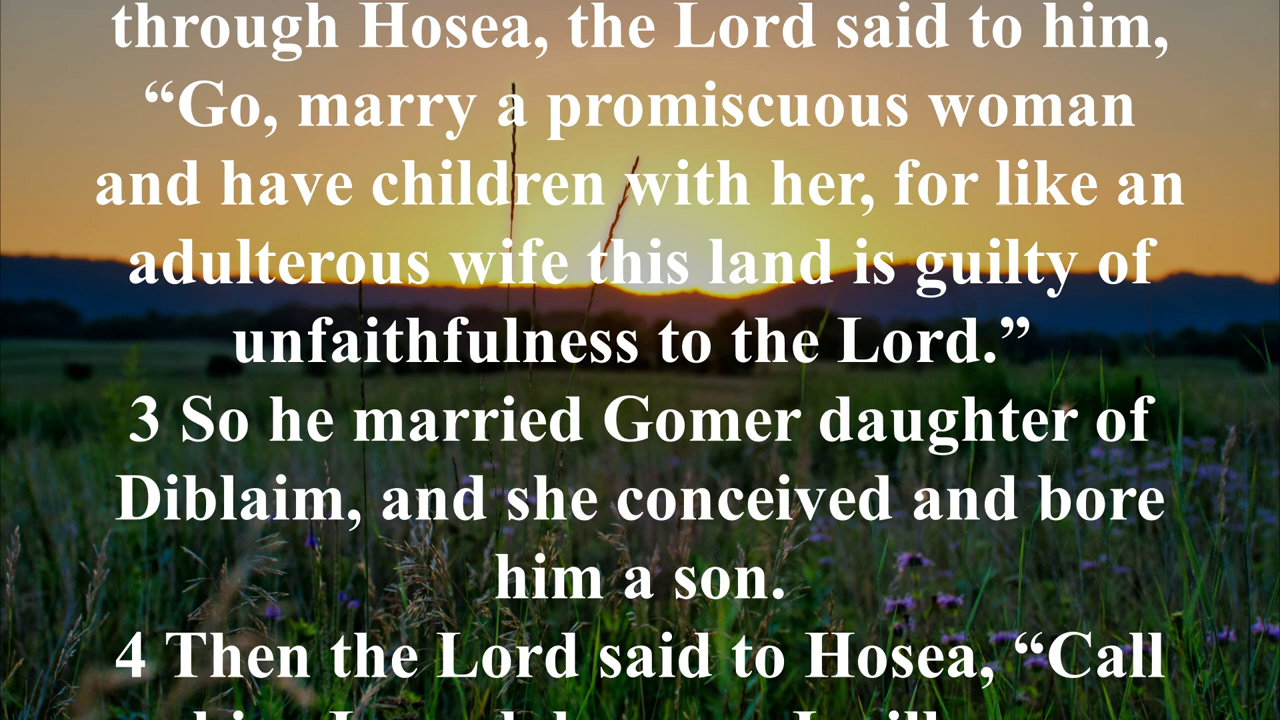 through Hosea, the Lord said to him,
“Go, marry a promiscuous woman
and have children with her, for like an
adulterous wife this land is guilty of
unfaithfulness to the Lord.”
3 So he married Gomer daughter of
Diblaim, and she conceived and bore
him a son.
4 Then the Lord said to Hosea, “Call